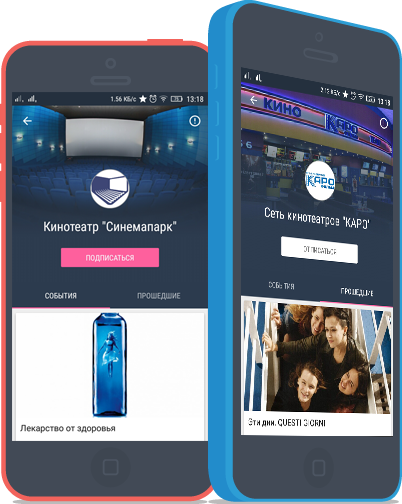 1.56 КБ/с 13:18
Кинотеатр "Синемапарк"
ПОДПИСАТЬСЯ
СОБЫТИЯ ПРОШЕДШИЕ
Лекарство от здоровья
13:18
КИНО КАРО
КАРО
Сеть кинотеатров "КАРО"
ОТПИСАТЬСЯ
СОБЫТИЯ ПРОШЕДШИЕ
Эти дни. QUESTI GIORNI